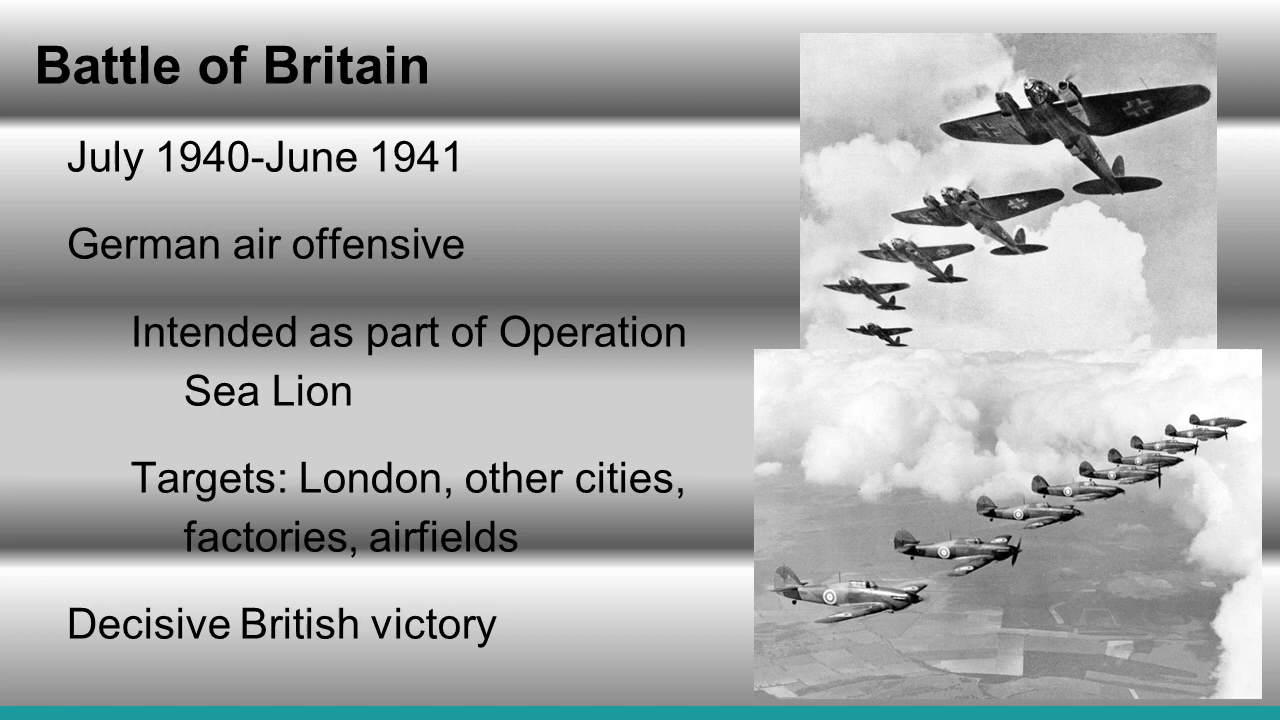 Battle of Britain
July 1940-June 1941
German air offensive
Intended as part of Operation
Sea Lion
Targets: London, other cities,
factories, airfields
Decisive British victory